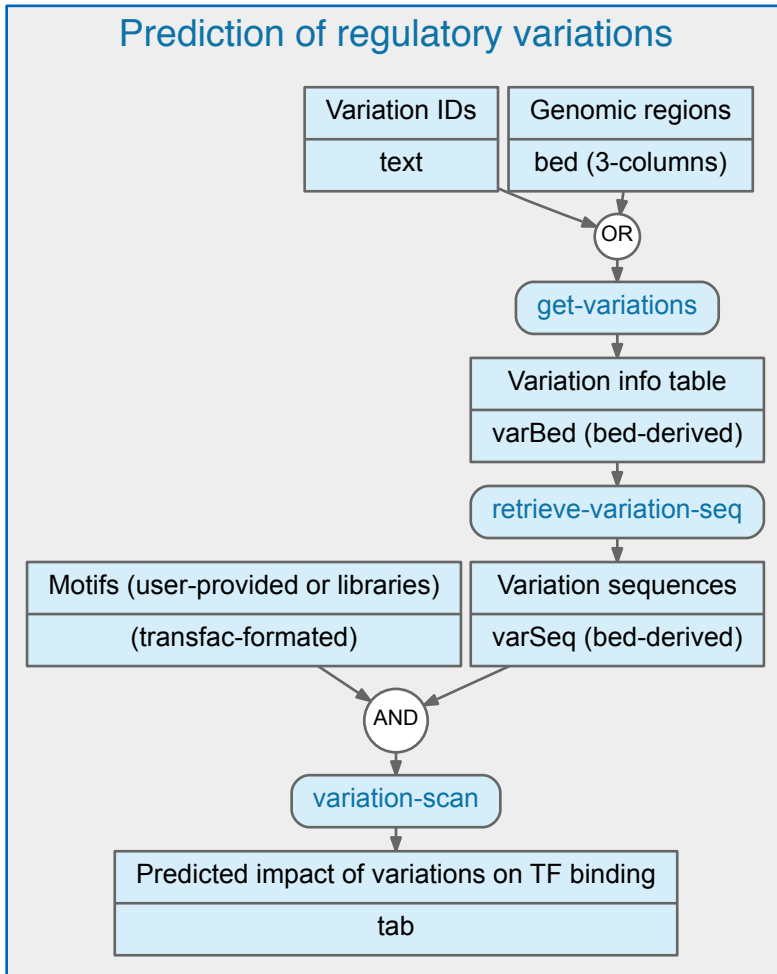 Prediction of regulatory variations
Variation IDs
text
Genomic regions
bed (3-columns)
OR
get-variations
Variation info table
varBed (bed-derived)
retrieve-variation-seq
Motifs (user-provided or libraries)
(transfac-formated)
Variation sequences
varSeq (bed-derived)
AND
variation-scan
Predicted impact of variations on TF binding
tab